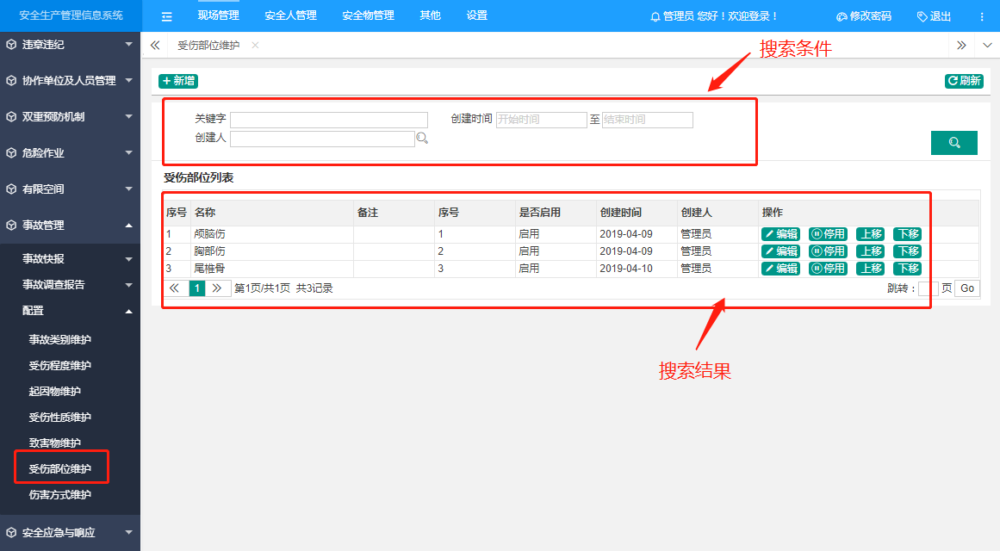 安全生产管理信息系统
现场管理 安全人管理 安全物管理 其他 设置
管理员 您好！欢迎登录！ 修改密码 退出
违章违纪
协作单位及人员管理
双重预防机制
危险作业
有限空间
事故管理
事故快报
事故调查报告
配置
事故类别维护
受伤程度维护
起因物维护
受伤性质维护
致害物维护
受伤部位维护
伤害方式维护
安全应急与响应
受伤部位维护
搜索条件
新增 刷新
关键字 创建时间 开始时间 至 结束时间
创建人
受伤部位列表
序号 名称 备注 序号 是否启用 创建时间 创建人 操作
1 颅脑伤 1 启用 2019-04-09 管理员 编辑 停用 上移 下移
2 胸部伤 2 启用 2019-04-09 管理员 编辑 停用 上移 下移
3 尾椎骨 3 启用 2019-04-10 管理员 编辑 停用 上移 下移
1 第1页/共1页 共3记录 跳转： 页 Go
搜索结果